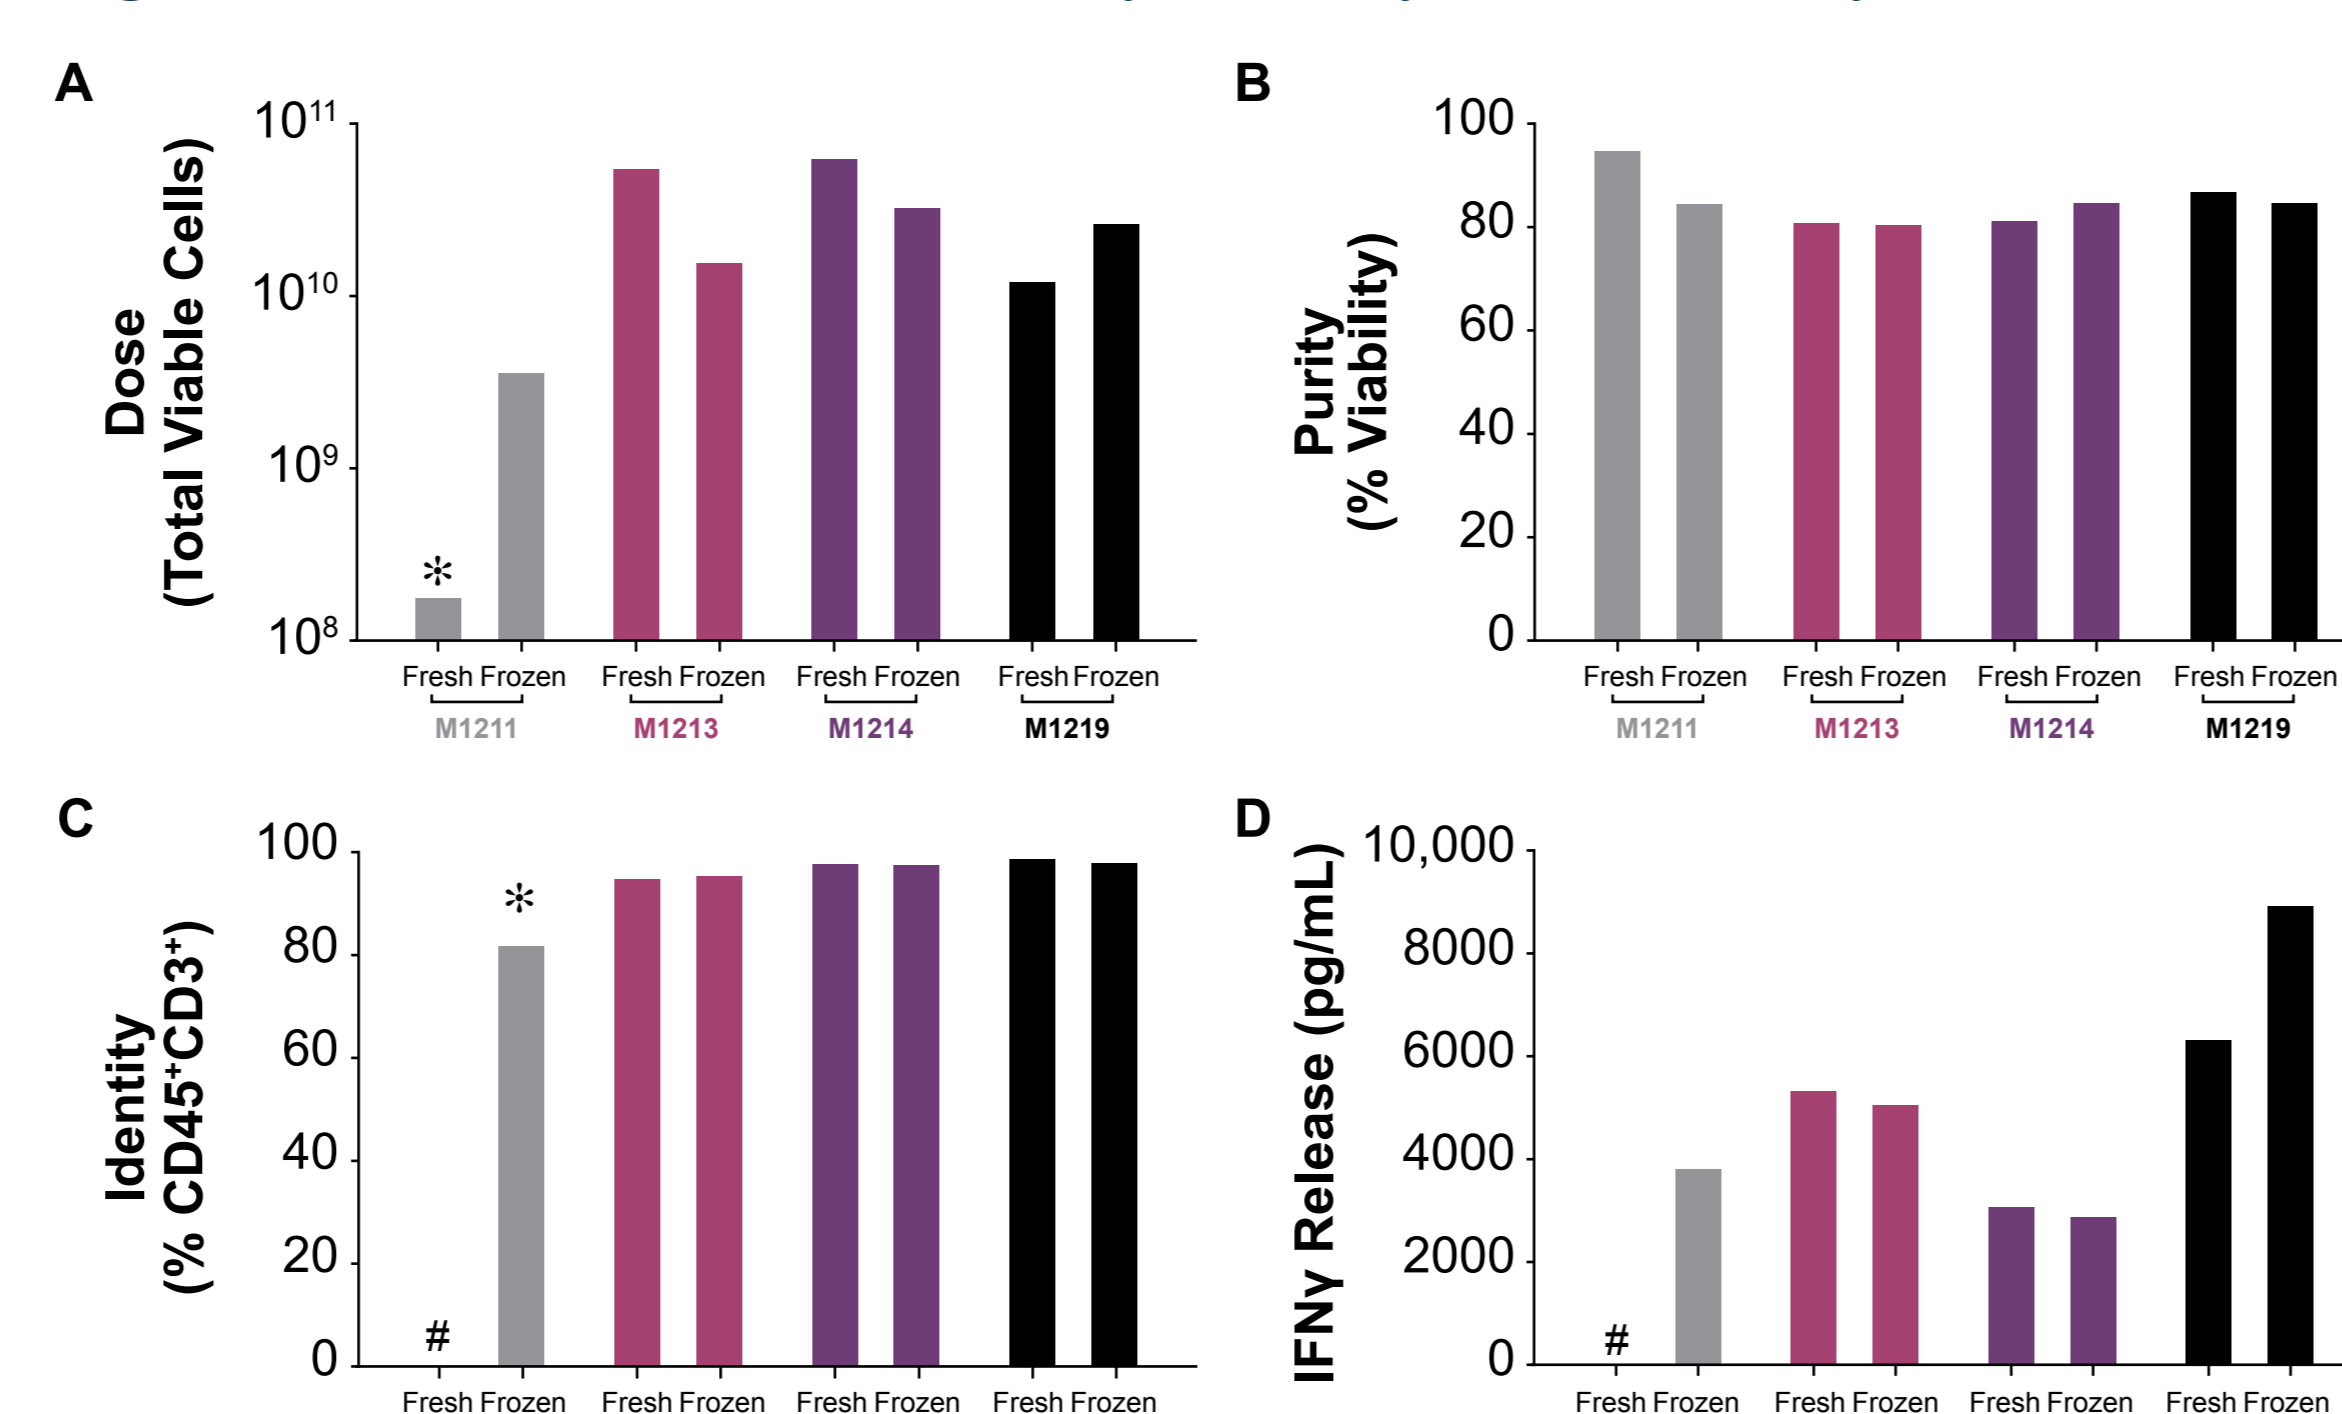 A
Dose
(Total Viable Cells)
10¹¹
10¹⁰
10⁹
10⁸
*
Fresh Frozen Fresh Frozen Fresh Frozen Fresh Frozen
M1211 M1213 M1214 M1219
B
Purity
(% Viability)
100
80
60
40
20
0
Fresh Frozen Fresh Frozen Fresh Frozen Fresh Frozen
M1211 M1213 M1214 M1219
C
Identity
(% CD45⁺CD3⁺)
100
80
60
40
20
0
*
#
Fresh Frozen Fresh Frozen Fresh Frozen Fresh Frozen
D
IFNγ Release (pg/mL)
10,000
8000
6000
4000
2000
0
#
Fresh Frozen Fresh Frozen Fresh Frozen Fresh Frozen